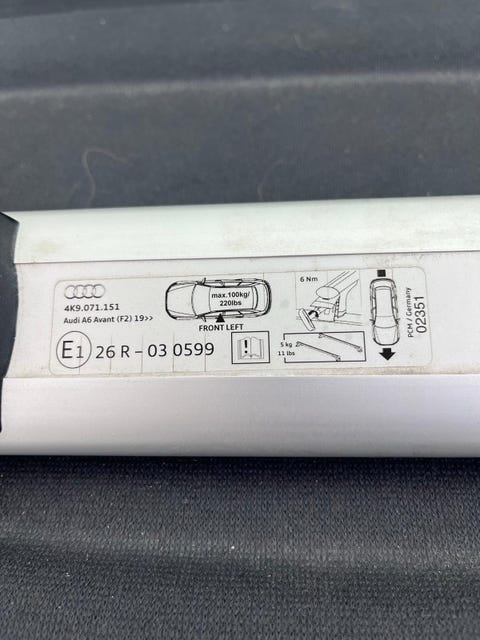 4K9.071.151
Audi A6 Avant (F2) 19>>
E1 26 R - 03 0599
max.100kg/
220lbs
FRONT LEFT
6 Nm
5 kg
11 lbs
PCM / Germany
02351